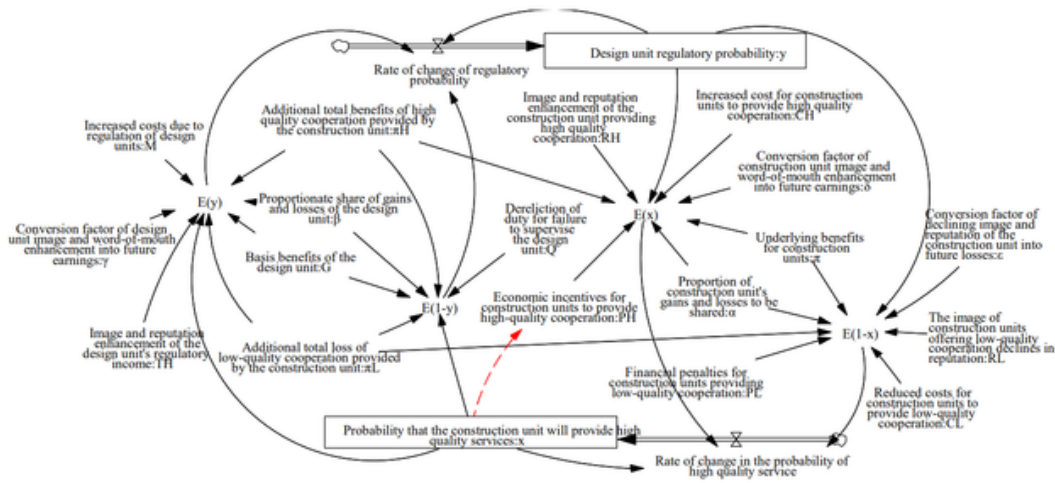 Design unit regulatory probability:y
Rate of change of regulatory
probability
Additional total benefits of high
quality cooperation provided by
the construction unit:πH
Image and reputation
enhancement of the
construction unit providing
high quality
cooperation:RH
Increased cost for construction
units to provide high quality
cooperation:CH
Increased costs due to
regulation of design
units:M
Conversion factor of
construction unit image and
word-of-mouth enhancement
into future earnings:δ
E(y)
Proportionate share of gains
and losses of the design
unit:β
Dereliction of
duty for failure
to supervise
the design
unit:Q
E(x)
Conversion factor of
declining image and
reputation of the
construction unit into
future losses:ε
Conversion factor of design
unit image and word-of-mouth
enhancement into future
earnings:γ
Basis benefits of the
design unit:G
Underlying benefits
for construction
units:π
Proportion of
construction unit's
gains and losses to be
shared:α
E(1-y)
Economic incentives for
construction units to provide
high-quality cooperation:PH
E(1-x)
The image of
construction units
offering low-quality
cooperation declines in
reputation:RL
Image and reputation
enhancement of the
design unit's regulatory
income:TH
Additional total loss of
low-quality cooperation provided
by the construction unit:πL
Financial penalties for
construction units providing
low-quality cooperation:PL
Reduced costs for
construction units to
provide low-quality
cooperation:CL
Probability that the construction unit will provide high
quality services:x
Rate of change in the probability of
high quality service